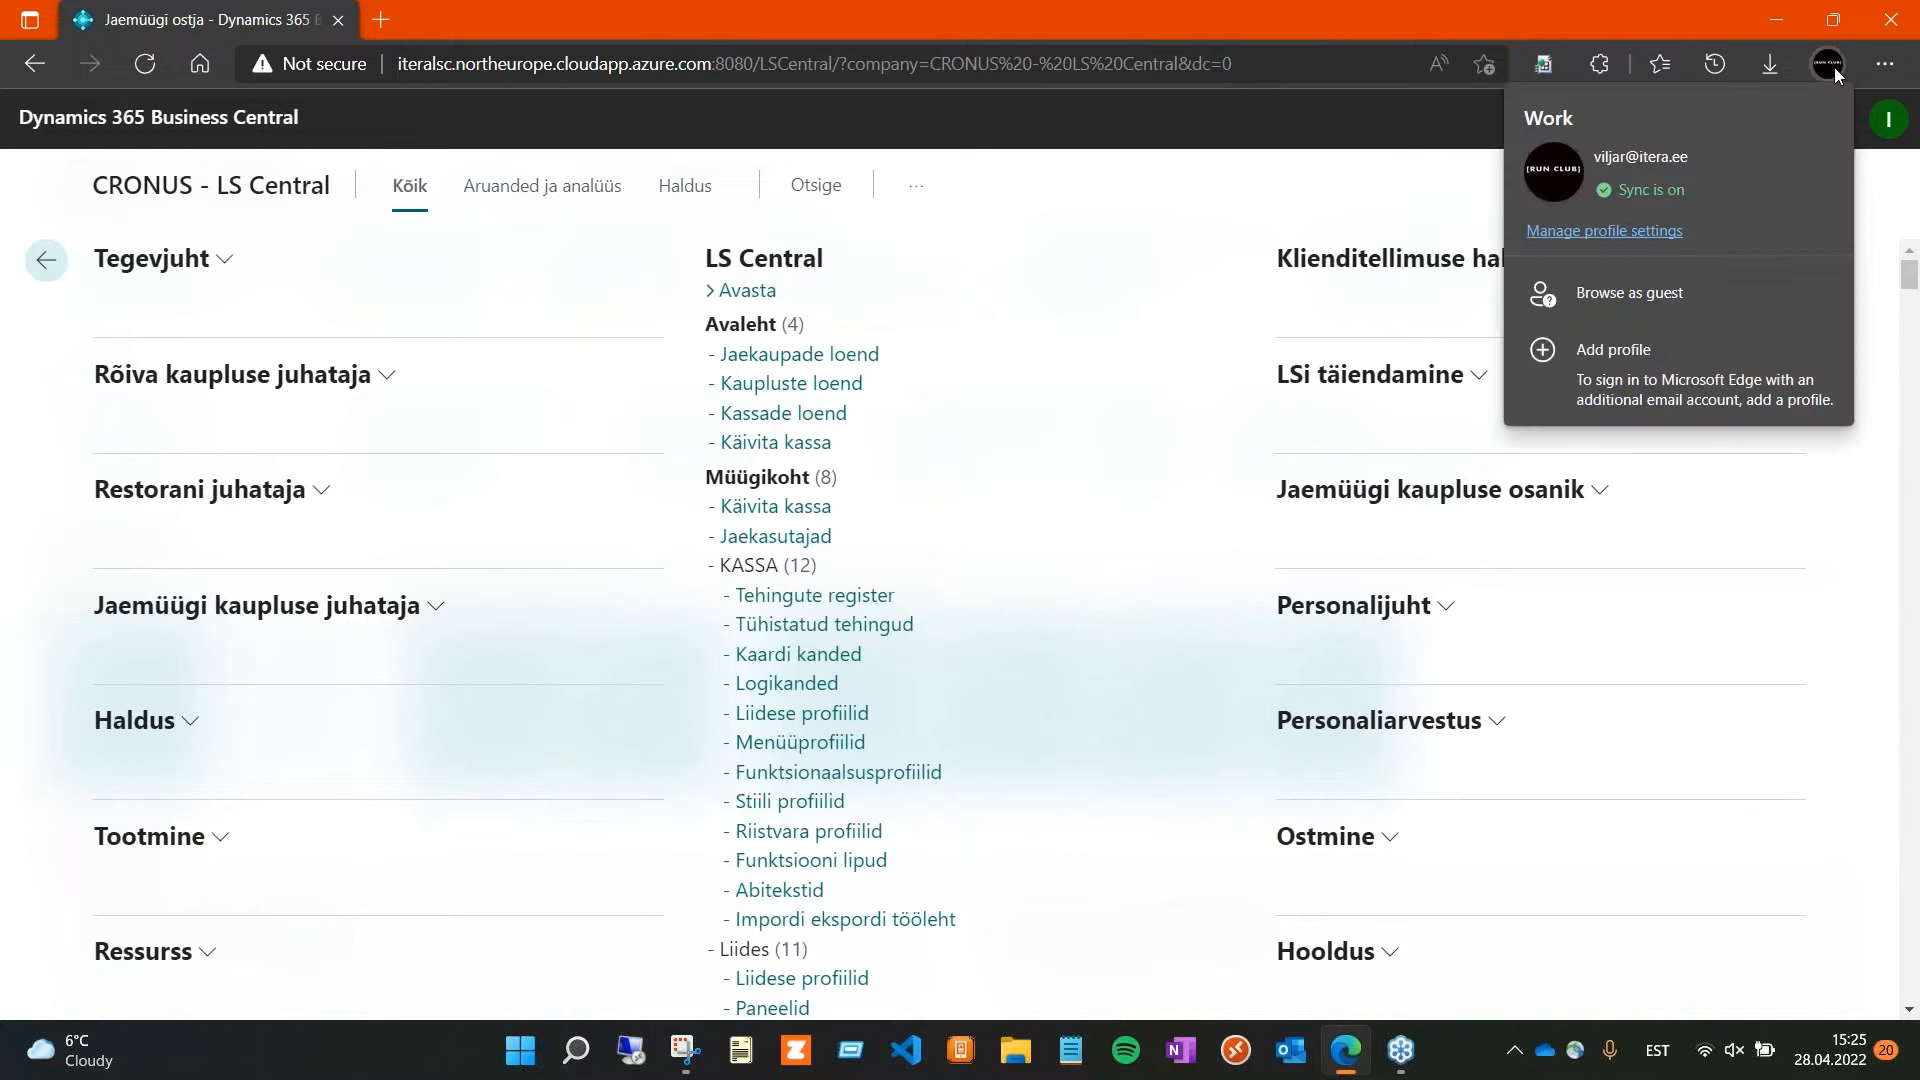 Jaemüügi ostja - Dynamics 365 B
Not secure
iteralsc.northeurope.cloudapp.azure.com:8080/LSCentral/?company=CRONUS%20-%20LS%20Central&dc=0
Dynamics 365 Business Central
I
CRONUS - LS Central
Kõik
Aruanded ja analüüs
Haldus
Otsige
...
Work
[RUN CLUB]
viljar@itera.ee
Sync is on
Manage profile settings
Browse as guest
Add profile
To sign in to Microsoft Edge with an
additional email account, add a profile.
Tegevjuht
Rõiva kaupluse juhataja
Restorani juhataja
Jaemüügi kaupluse juhataja
Haldus
Tootmine
Ressurss
LS Central
> Avasta
Avaleht (4)
- Jaekaupade loend
- Kaupluste loend
- Kassade loend
- Käivita kassa
Müügikoht (8)
- Käivita kassa
- Jaekasutajad
- KASSA (12)
- Tehingute register
- Tühistatud tehingud
- Kaardi kanded
- Logikanded
- Liidese profiilid
- Menüüprofiilid
- Funktsionaalsusprofiilid
- Stiili profiilid
- Riistvara profiilid
- Funktsiooni lipud
- Abitekstid
- Impordi ekspordi tööleht
- Liides (11)
- Liidese profiilid
- Paneelid
Klienditellimuse hal
LSi täiendamine
Jaemüügi kaupluse osanik
Personalijuht
Personaliarvestus
Ostmine
Hooldus
6°C
Cloudy
EST
15:25
28.04.2022
20